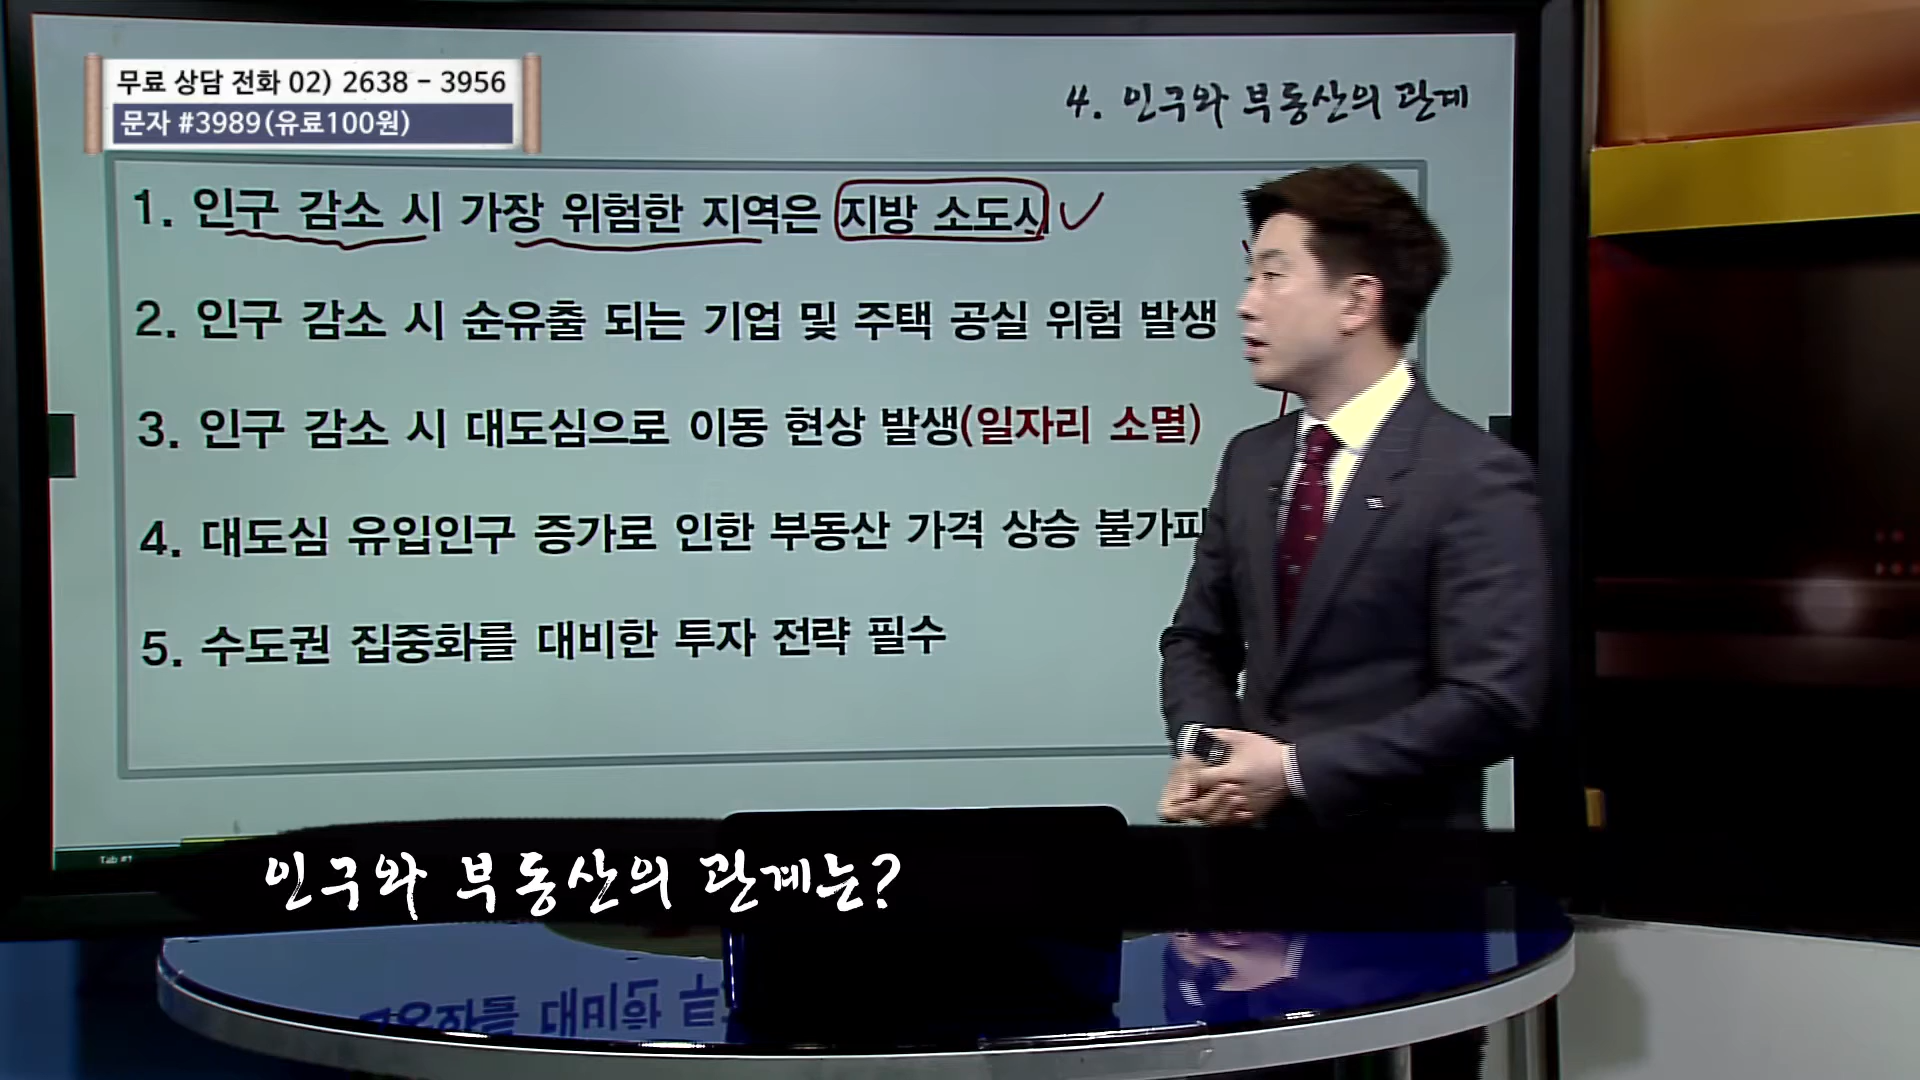 무료 상담 전화 02) 2638 - 3956
문자 #3989(유료100원)
4. 인구와 부동산의 관계
1. 인구 감소 시 가장 위험한 지역은 지방 소도시
2. 인구 감소 시 순유출 되는 기업 및 주택 공실 위험 발생
3. 인구 감소 시 대도심으로 이동 현상 발생(일자리 소멸)
4. 대도심 유입인구 증가로 인한 부동산 가격 상승 불가피
5. 수도권 집중화를 대비한 투자 전략 필수
Tab #1
인구와 부동산의 관계는?